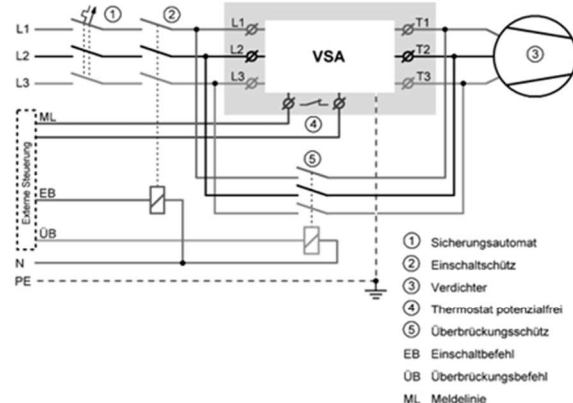 ① ②
L1 L1 T1
L2 L2 VSA T2 ③
L3 L3 T3
ML ④
⑤
Externe Steuerung
EB
ÜB
N
PE
① Sicherungsautomat
② Einschaltschütz
③ Verdichter
④ Thermostat potenzialfrei
⑤ Überbrückungsschütz
EB Einschaltbefehl
ÜB Überbrückungsbefehl
ML Meldelinie